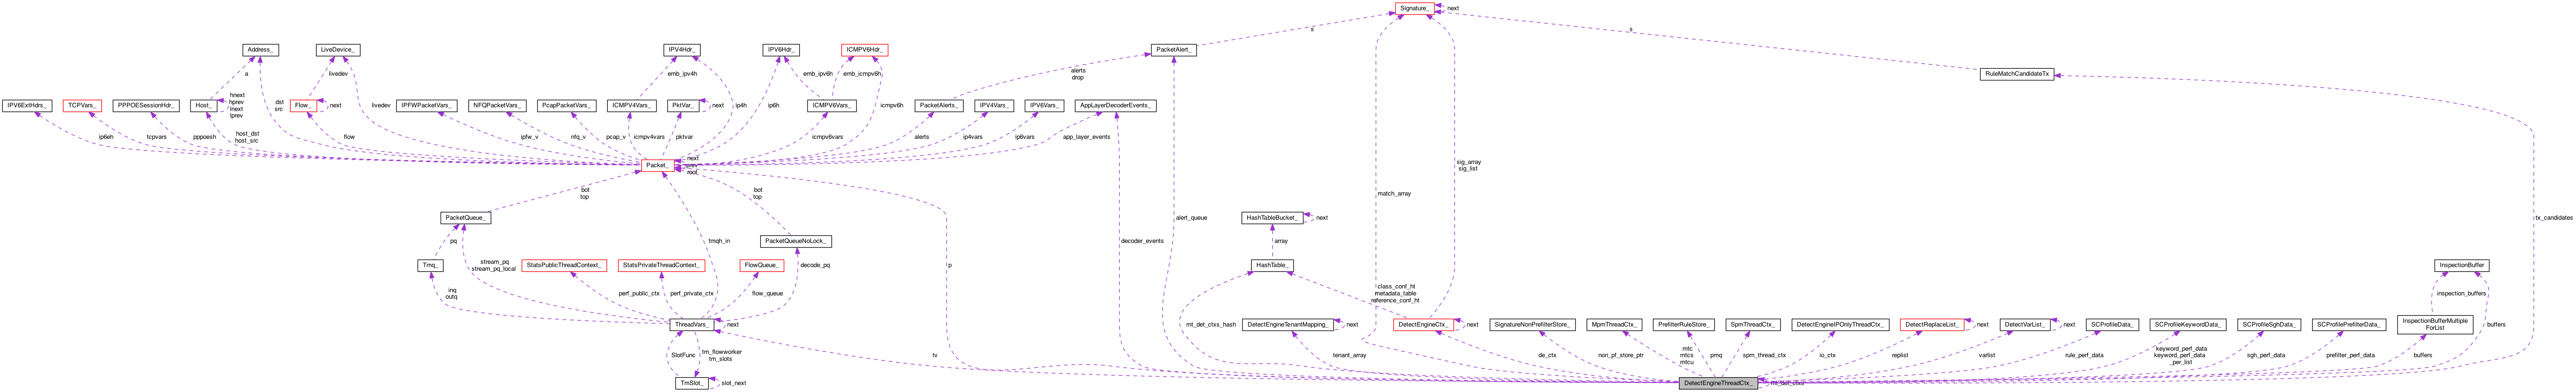 Signature_
next
s
s
Address_
LiveDevice_
IPV4Hdr_
IPV6Hdr_
ICMPV6Hdr_
PacketAlert_
a
livedev
emb_ipv4h
emb_ipv6h
emb_icmpv6h
alerts
drop
RuleMatchCandidateTx
IPV6ExtHdrs_
TCPVars_
PPPOESessionHdr_
Host_
hnext
hprev
lnext
lprev
dst
src
Flow_
next
livedev
IPFWPacketVars_
NFQPacketVars_
PcapPacketVars_
ICMPV4Vars_
PktVar_
next
ip4h
ip6h
ICMPV6Vars_
icmpv6h
PacketAlerts_
IPV4Vars_
IPV6Vars_
AppLayerDecoderEvents_
ip6eh
tcpvars
pppoesh
host_dst
host_src
flow
ipfw_v
nfq_v
pcap_v
icmpv4vars
pktvar
icmpv6vars
alerts
ip4vars
ip6vars
app_layer_events
Packet_
next
prev
root
sig_array
sig_list
bot
top
bot
top
match_array
PacketQueue_
tmqh_in
PacketQueueNoLock_
alert_queue
HashTableBucket_
next
tx_candidates
pq
decoder_events
array
Tmq_
stream_pq
stream_pq_local
StatsPublicThreadContext_
StatsPrivateThreadContext_
FlowQueue_
decode_pq
p
HashTable_
InspectionBuffer
inq
outq
perf_public_ctx
perf_private_ctx
flow_queue
class_conf_ht
metadata_table
reference_conf_ht
inspection_buffers
ThreadVars_
next
mt_det_ctxs_hash
DetectEngineTenantMapping_
next
DetectEngineCtx_
next
SignatureNonPrefilterStore_
MpmThreadCtx_
PrefilterRuleStore_
SpmThreadCtx_
DetectEngineIPOnlyThreadCtx_
DetectReplaceList_
next
DetectVarList_
next
SCProfileData_
SCProfileKeywordData_
SCProfileSghData_
SCProfilePrefilterData_
InspectionBufferMultiple
ForList
buffers
SlotFunc
tm_flowworker
tm_slots
tv
tenant_array
de_ctx
non_pf_store_ptr
mtc
mtcs
mtcu
pmq
spm_thread_ctx
io_ctx
replist
varlist
rule_perf_data
keyword_perf_data
keyword_perf_data
_per_list
sgh_perf_data
prefilter_perf_data
buffers
TmSlot_
slot_next
DetectEngineThreadCtx_
mt_det_ctxs